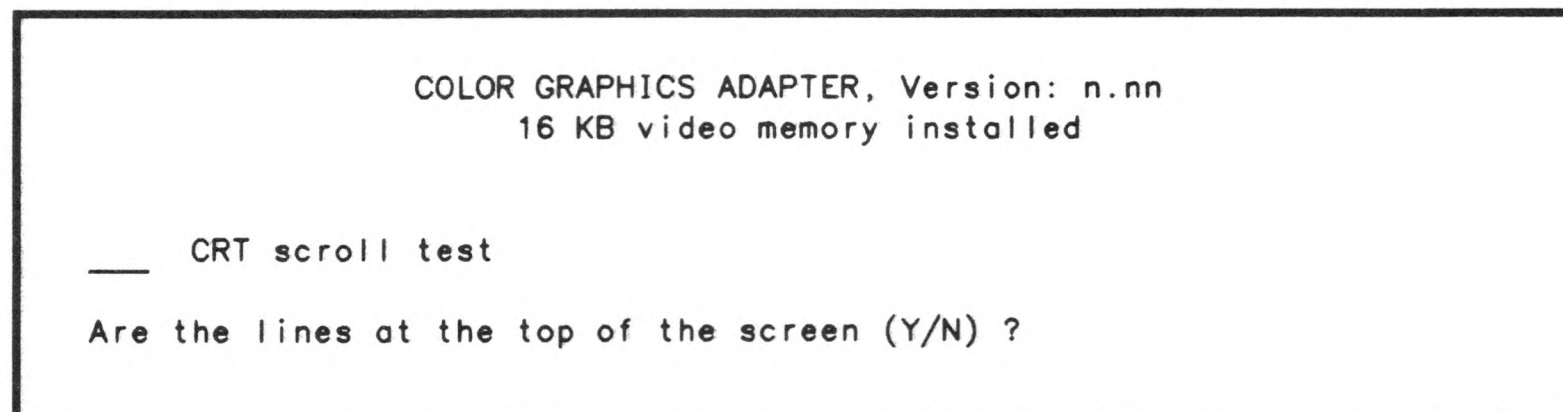 COLOR GRAPHICS ADAPTER, Version: n.nn
16 KB video memory installed
___ CRT scroll test
Are the lines at the top of the screen (Y/N) ?